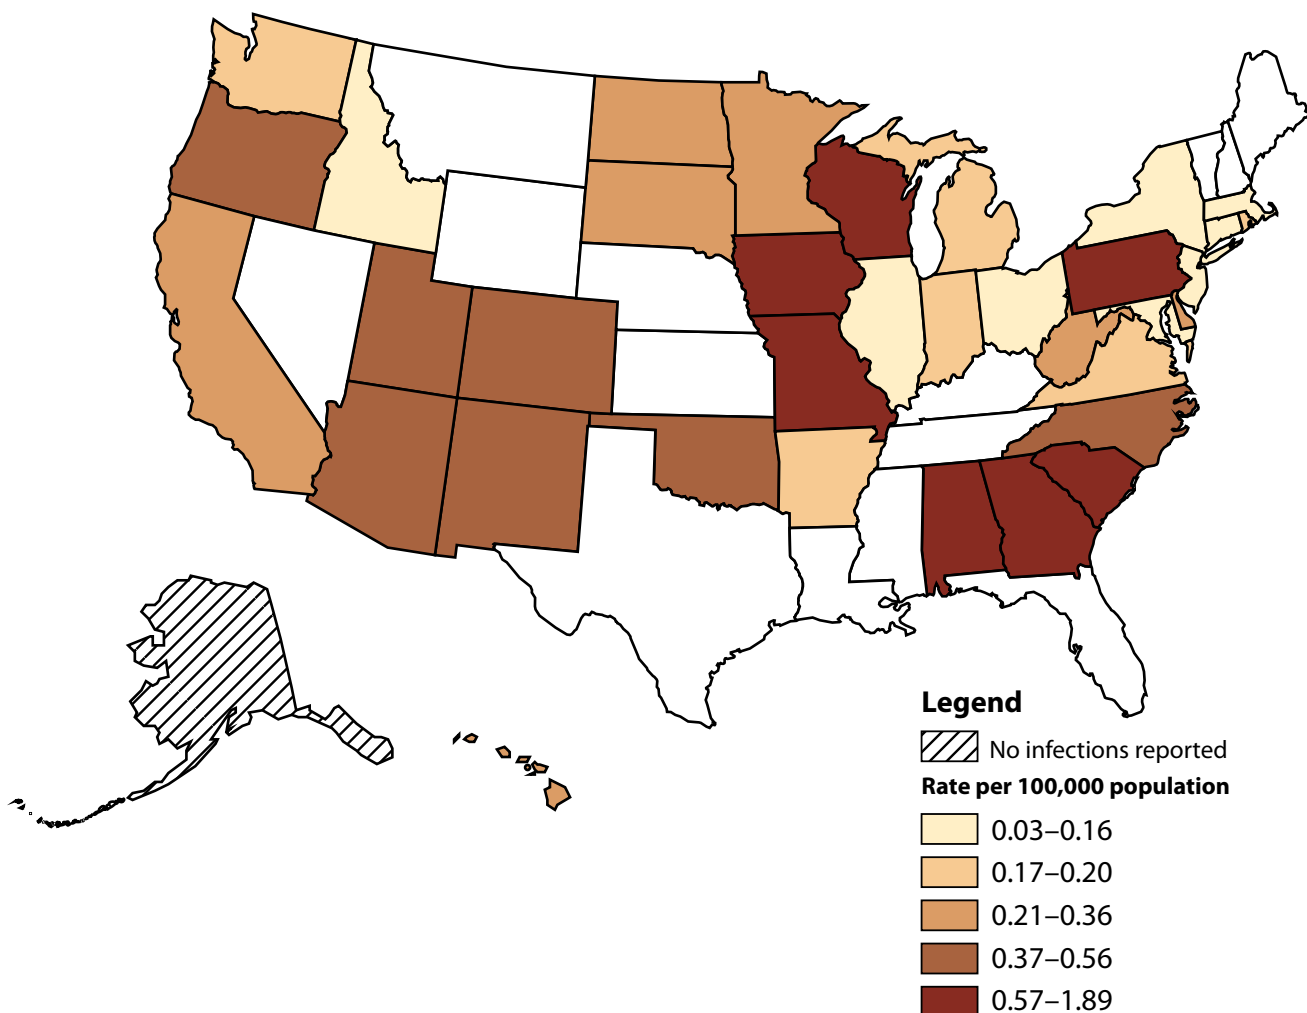 Legend
No infections reported
Rate per 100,000 population
0.03–0.16
0.17–0.20
0.21–0.36
0.37–0.56
0.57–1.89